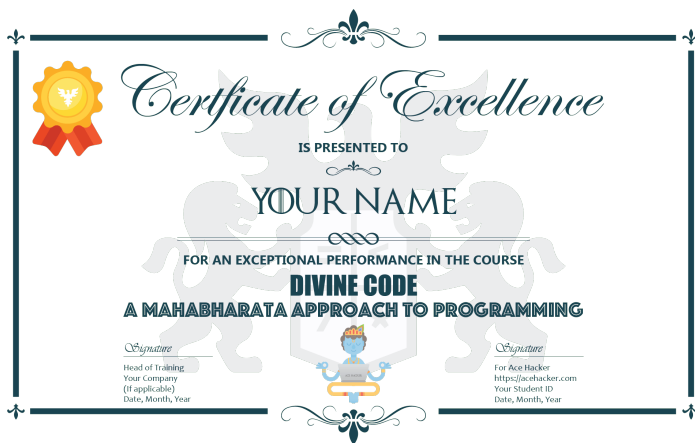 Certficate of Excellence
IS PRESENTED TO
YOUR NAME
FOR AN EXCEPTIONAL PERFORMANCE IN THE COURSE
DIVINE CODE
A MAHABHARATA APPROACH TO PROGRAMMING
Signature
Head of Training
Your Company
(If applicable)
Date, Month, Year
Signature
For Ace Hacker
https://acehacker.com
Your Student ID
Date, Month, Year